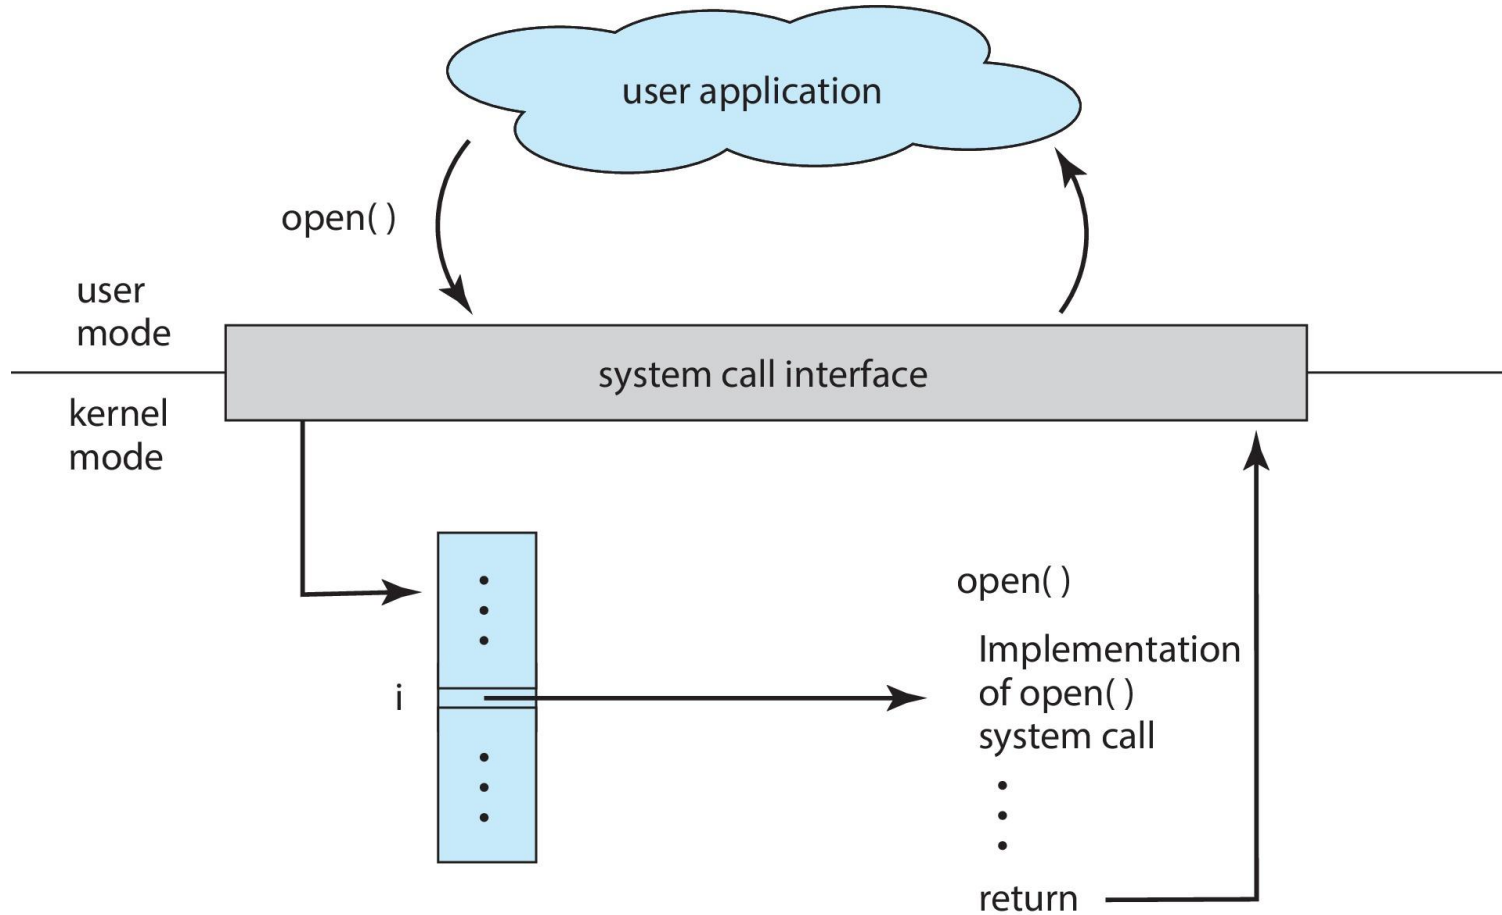 user application
open( )
user
mode
system call interface
kernel
mode
open( )
Implementation
of open( )
system call
i
return